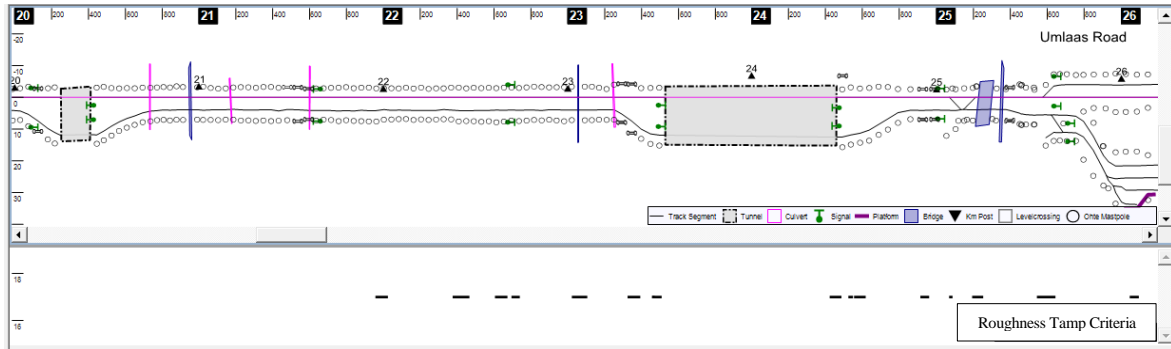 20 200 400 600 800 21 200 400 600 800 22 200 400 600 800 23 200 400 600 800 24 200 400 600 800 25 200 400 600 800 26
-20
Umlaas Road
-10
20 21 22 23 24 25 26
0
10
20
30
Track Segment Tunnel Culvert Signal Platform Bridge Km Post Levelcrossing Ohte Mastpole
40
18
16
Roughness Tamp Criteria